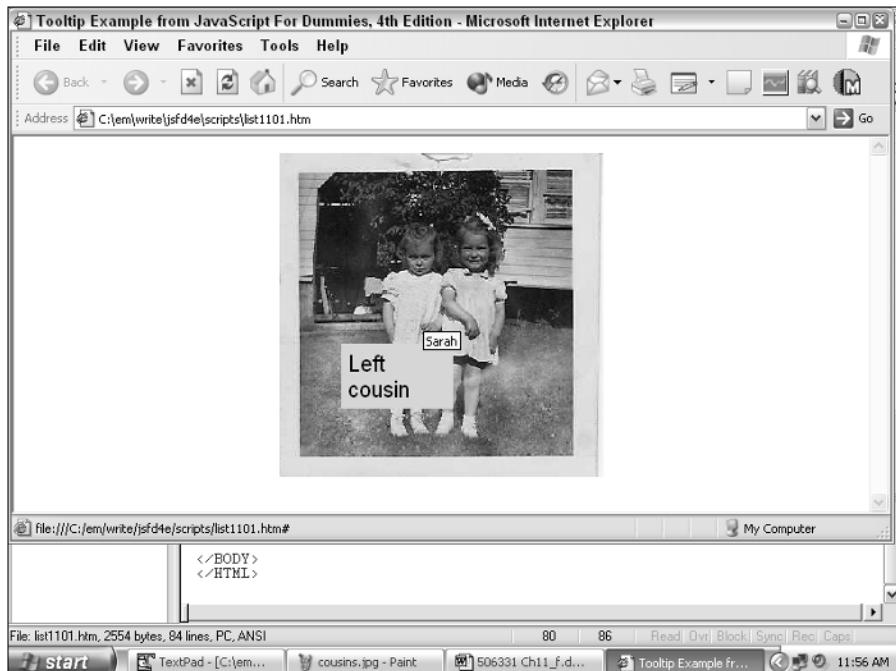 Tooltip Example from JavaScript For Dummies, 4th Edition - Microsoft Internet Explorer
File Edit View Favorites Tools Help
Back Search Favorites Media
Address C:\em\write\jsfd4e\scripts\list1101.htm Go
Sarah
Left
cousin
file:///C:/em/write/jsfd4e/scripts/list1101.htm# My Computer
</BODY>
</HTML>
File: list1101.htm, 2554 bytes, 84 lines, PC, ANSI 80 86 Read Ovr Block Sync Rec Caps
start TextPad - [C:\em... cousins.jpg - Paint 506331 Ch11_f.d... Tooltip Example fr... 11:56 AM